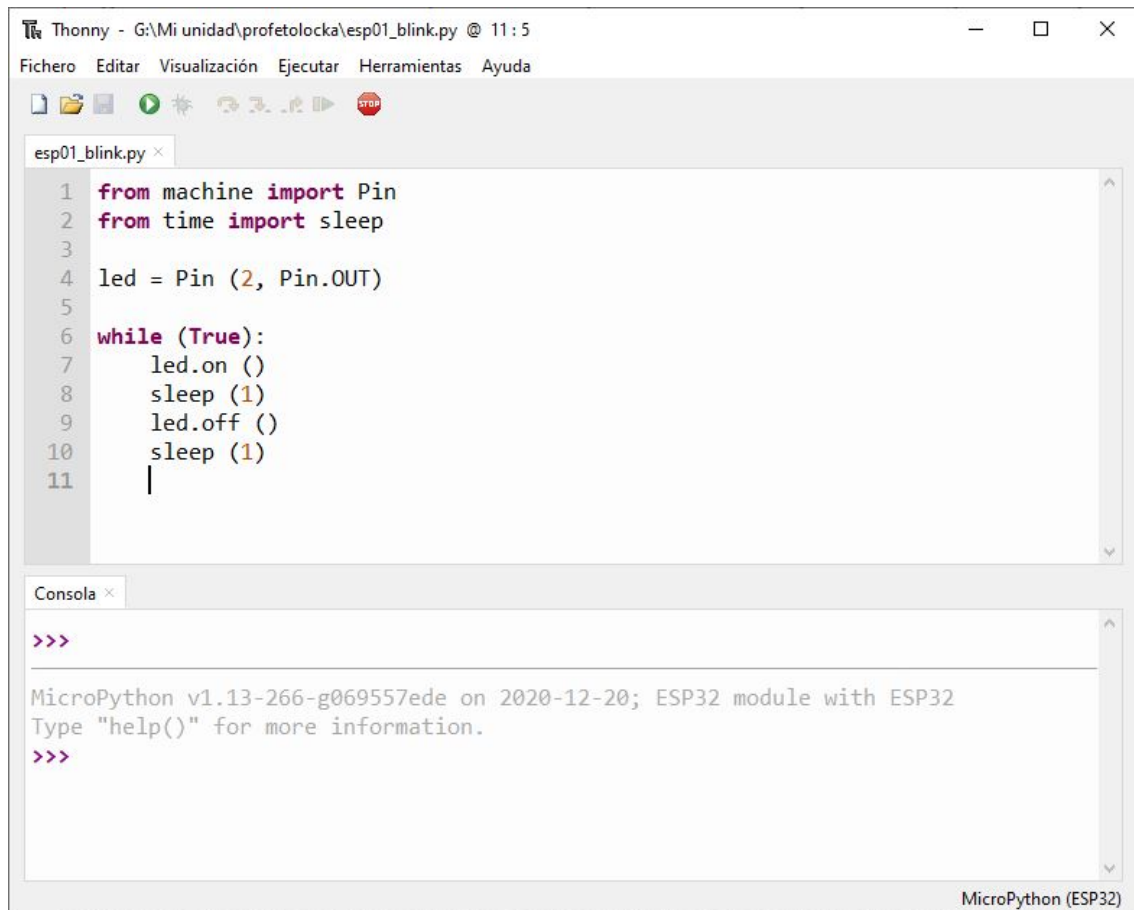 Thonny - G:\Mi unidad\profetolocka\esp01_blink.py @ 11 : 5
Fichero Editar Visualización Ejecutar Herramientas Ayuda
STOP
esp01_blink.py
1 from machine import Pin
2 from time import sleep
3
4 led = Pin (2, Pin.OUT)
5
6 while (True):
7     led.on ()
8     sleep (1)
9     led.off ()
10     sleep (1)
11
Consola
>>>
MicroPython v1.13-266-g069557ede on 2020-12-20; ESP32 module with ESP32
Type "help()" for more information.
>>>
MicroPython (ESP32)